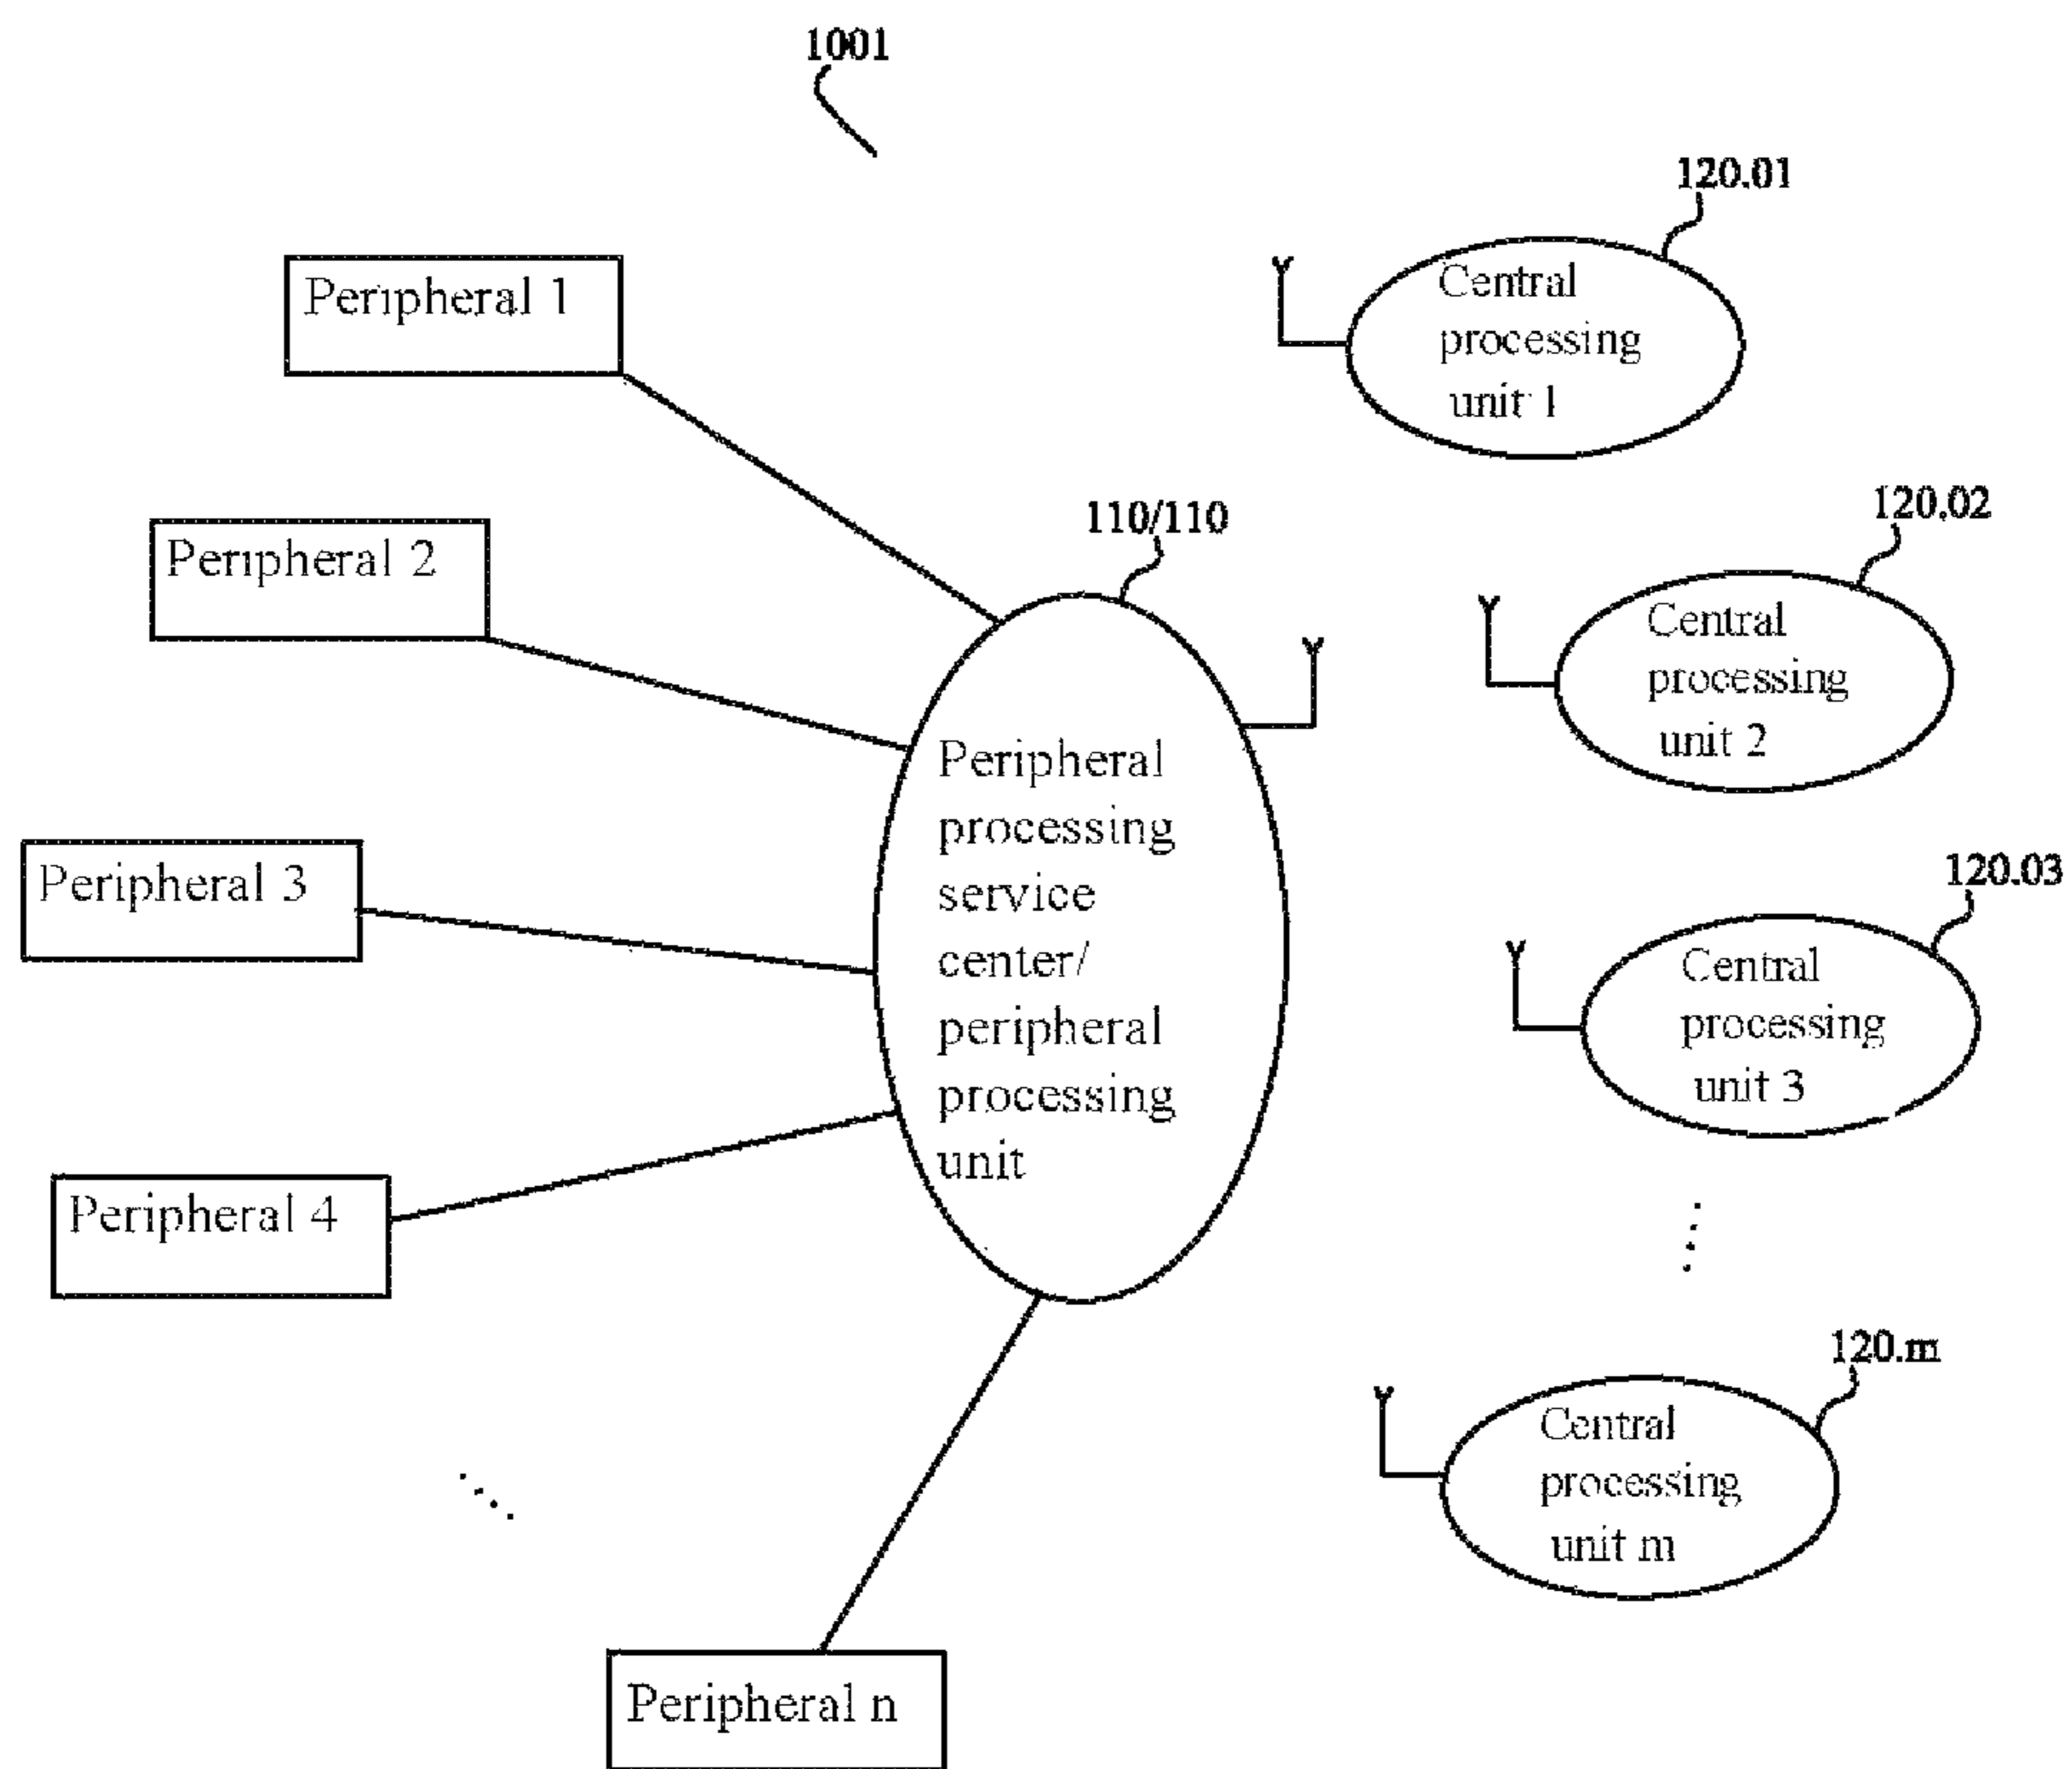 1001
120.01
Peripheral 1
Central
processing
unit 1
110/110
120.02
Peripheral 2
Central
processing
unit 2
Peripheral
processing
service
center/
peripheral
processing
unit
Peripheral 3
120.03
Central
processing
unit 3
Peripheral 4
120.m
Central
processing
unit m
Peripheral n